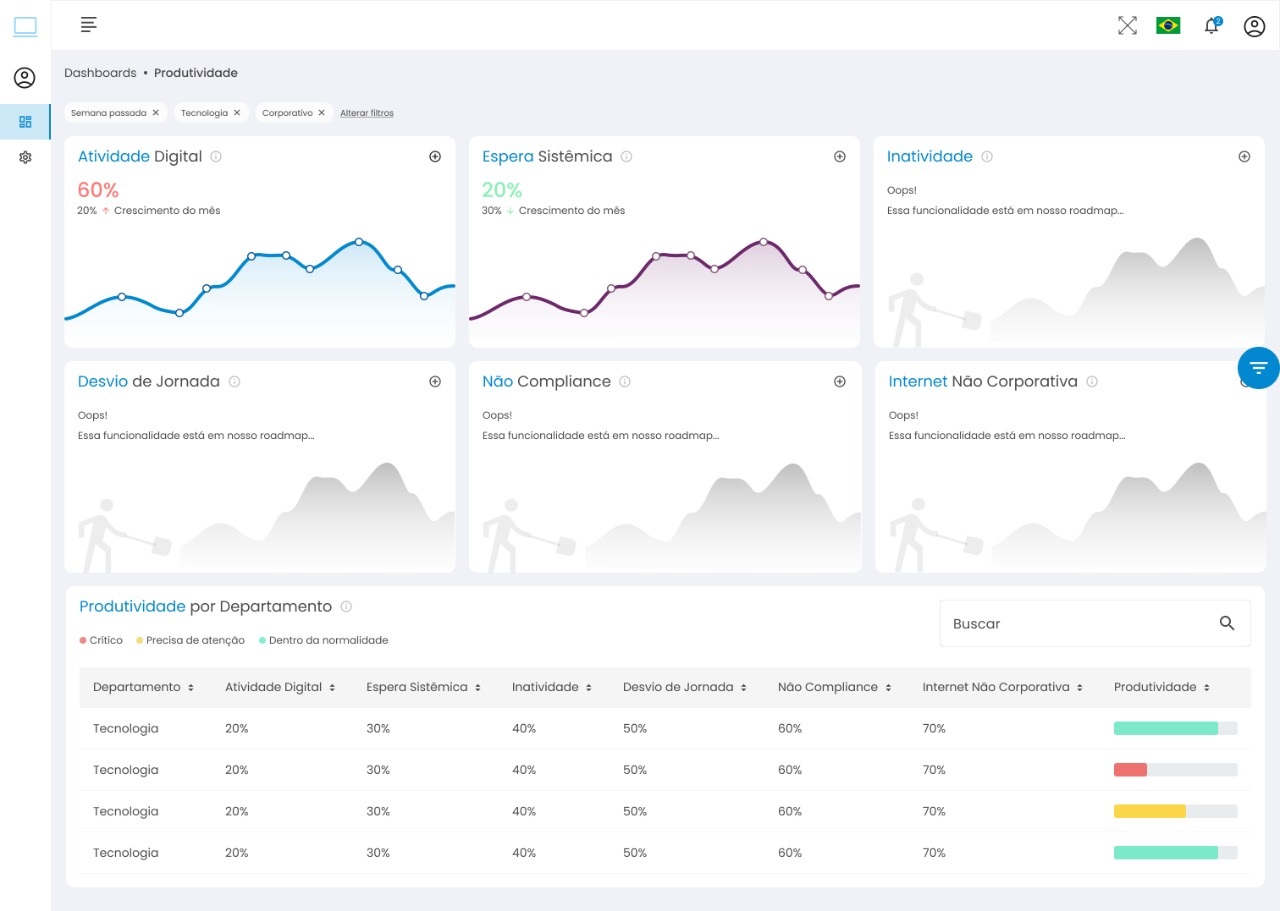 2
Dashboards • Produtividade
Semana passada ✕ Tecnologia ✕ Corporativo ✕ Alterar filtros
Atividade Digital
60%
20% ↑ Crescimento do mês
Espera Sistêmica
20%
30% ↓ Crescimento do mês
Inatividade
Oops!
Essa funcionalidade está em nosso roadmap...
Desvio de Jornada
Oops!
Essa funcionalidade está em nosso roadmap...
Não Compliance
Oops!
Essa funcionalidade está em nosso roadmap...
Internet Não Corporativa
Oops!
Essa funcionalidade está em nosso roadmap...
Produtividade por Departamento
Crítico Precisa de atenção Dentro da normalidade
Buscar
Departamento Atividade Digital Espera Sistêmica Inatividade Desvio de Jornada Não Compliance Internet Não Corporativa Produtividade
Tecnologia 20% 30% 40% 50% 60% 70%
Tecnologia 20% 30% 40% 50% 60% 70%
Tecnologia 20% 30% 40% 50% 60% 70%
Tecnologia 20% 30% 40% 50% 60% 70%